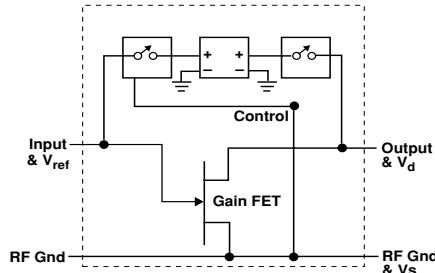 + +
− −
Control
Input
& Vref
Output
& Vd
Gain FET
RF Gnd
RF Gnd
& Vs